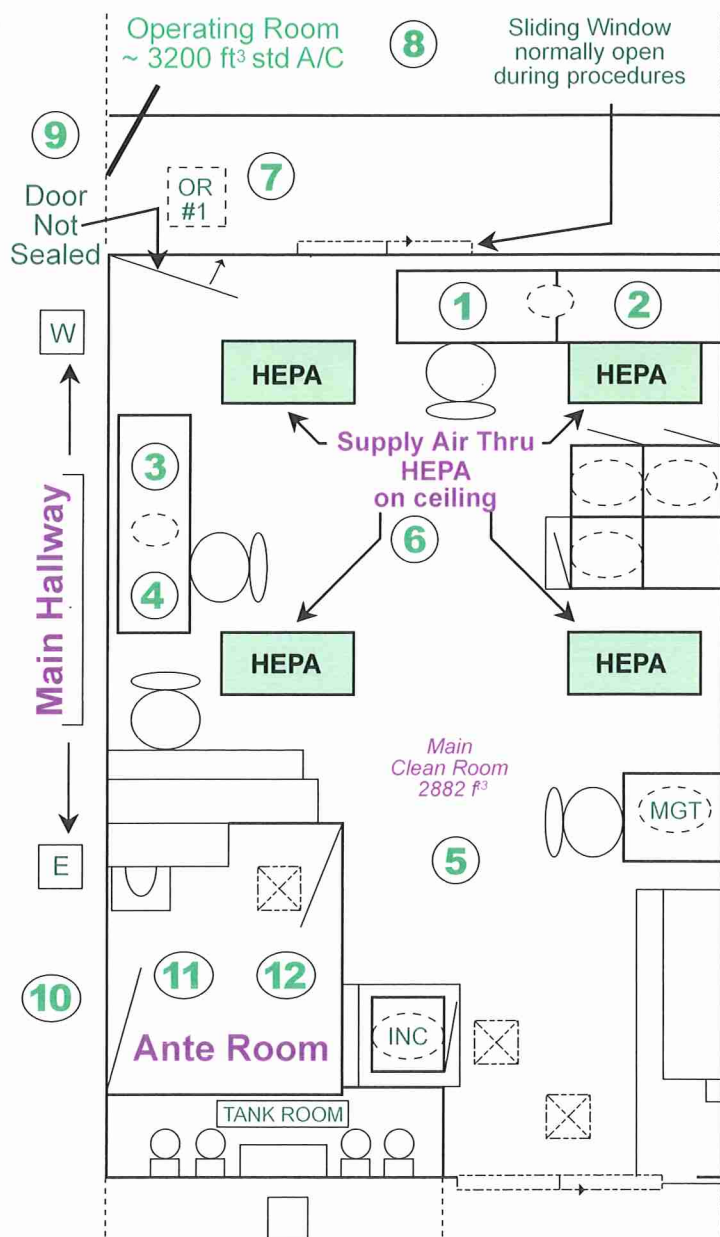 Operating Room
~ 3200 ft³ std A/C
8
Sliding Window
normally open
during procedures
9
7
OR
#1
Door
Not
Sealed
1
2
W
HEPA
HEPA
Supply Air Thru
HEPA
on ceiling
3
6
4
Main Hallway
HEPA
HEPA
Main
Clean Room
2882 ft³
MGT
E
5
10
11
12
INC
Ante Room
TANK ROOM